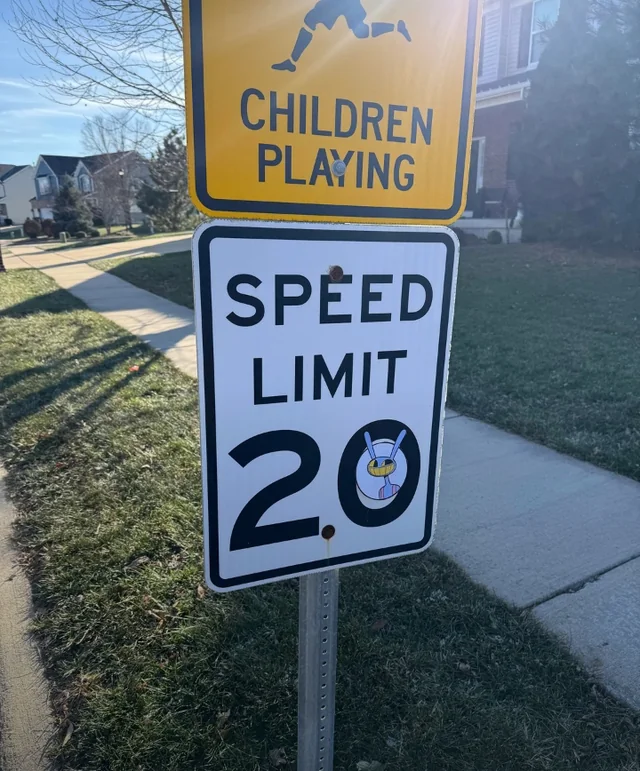 CHILDREN
PLAYING
SPEED
LIMIT
20